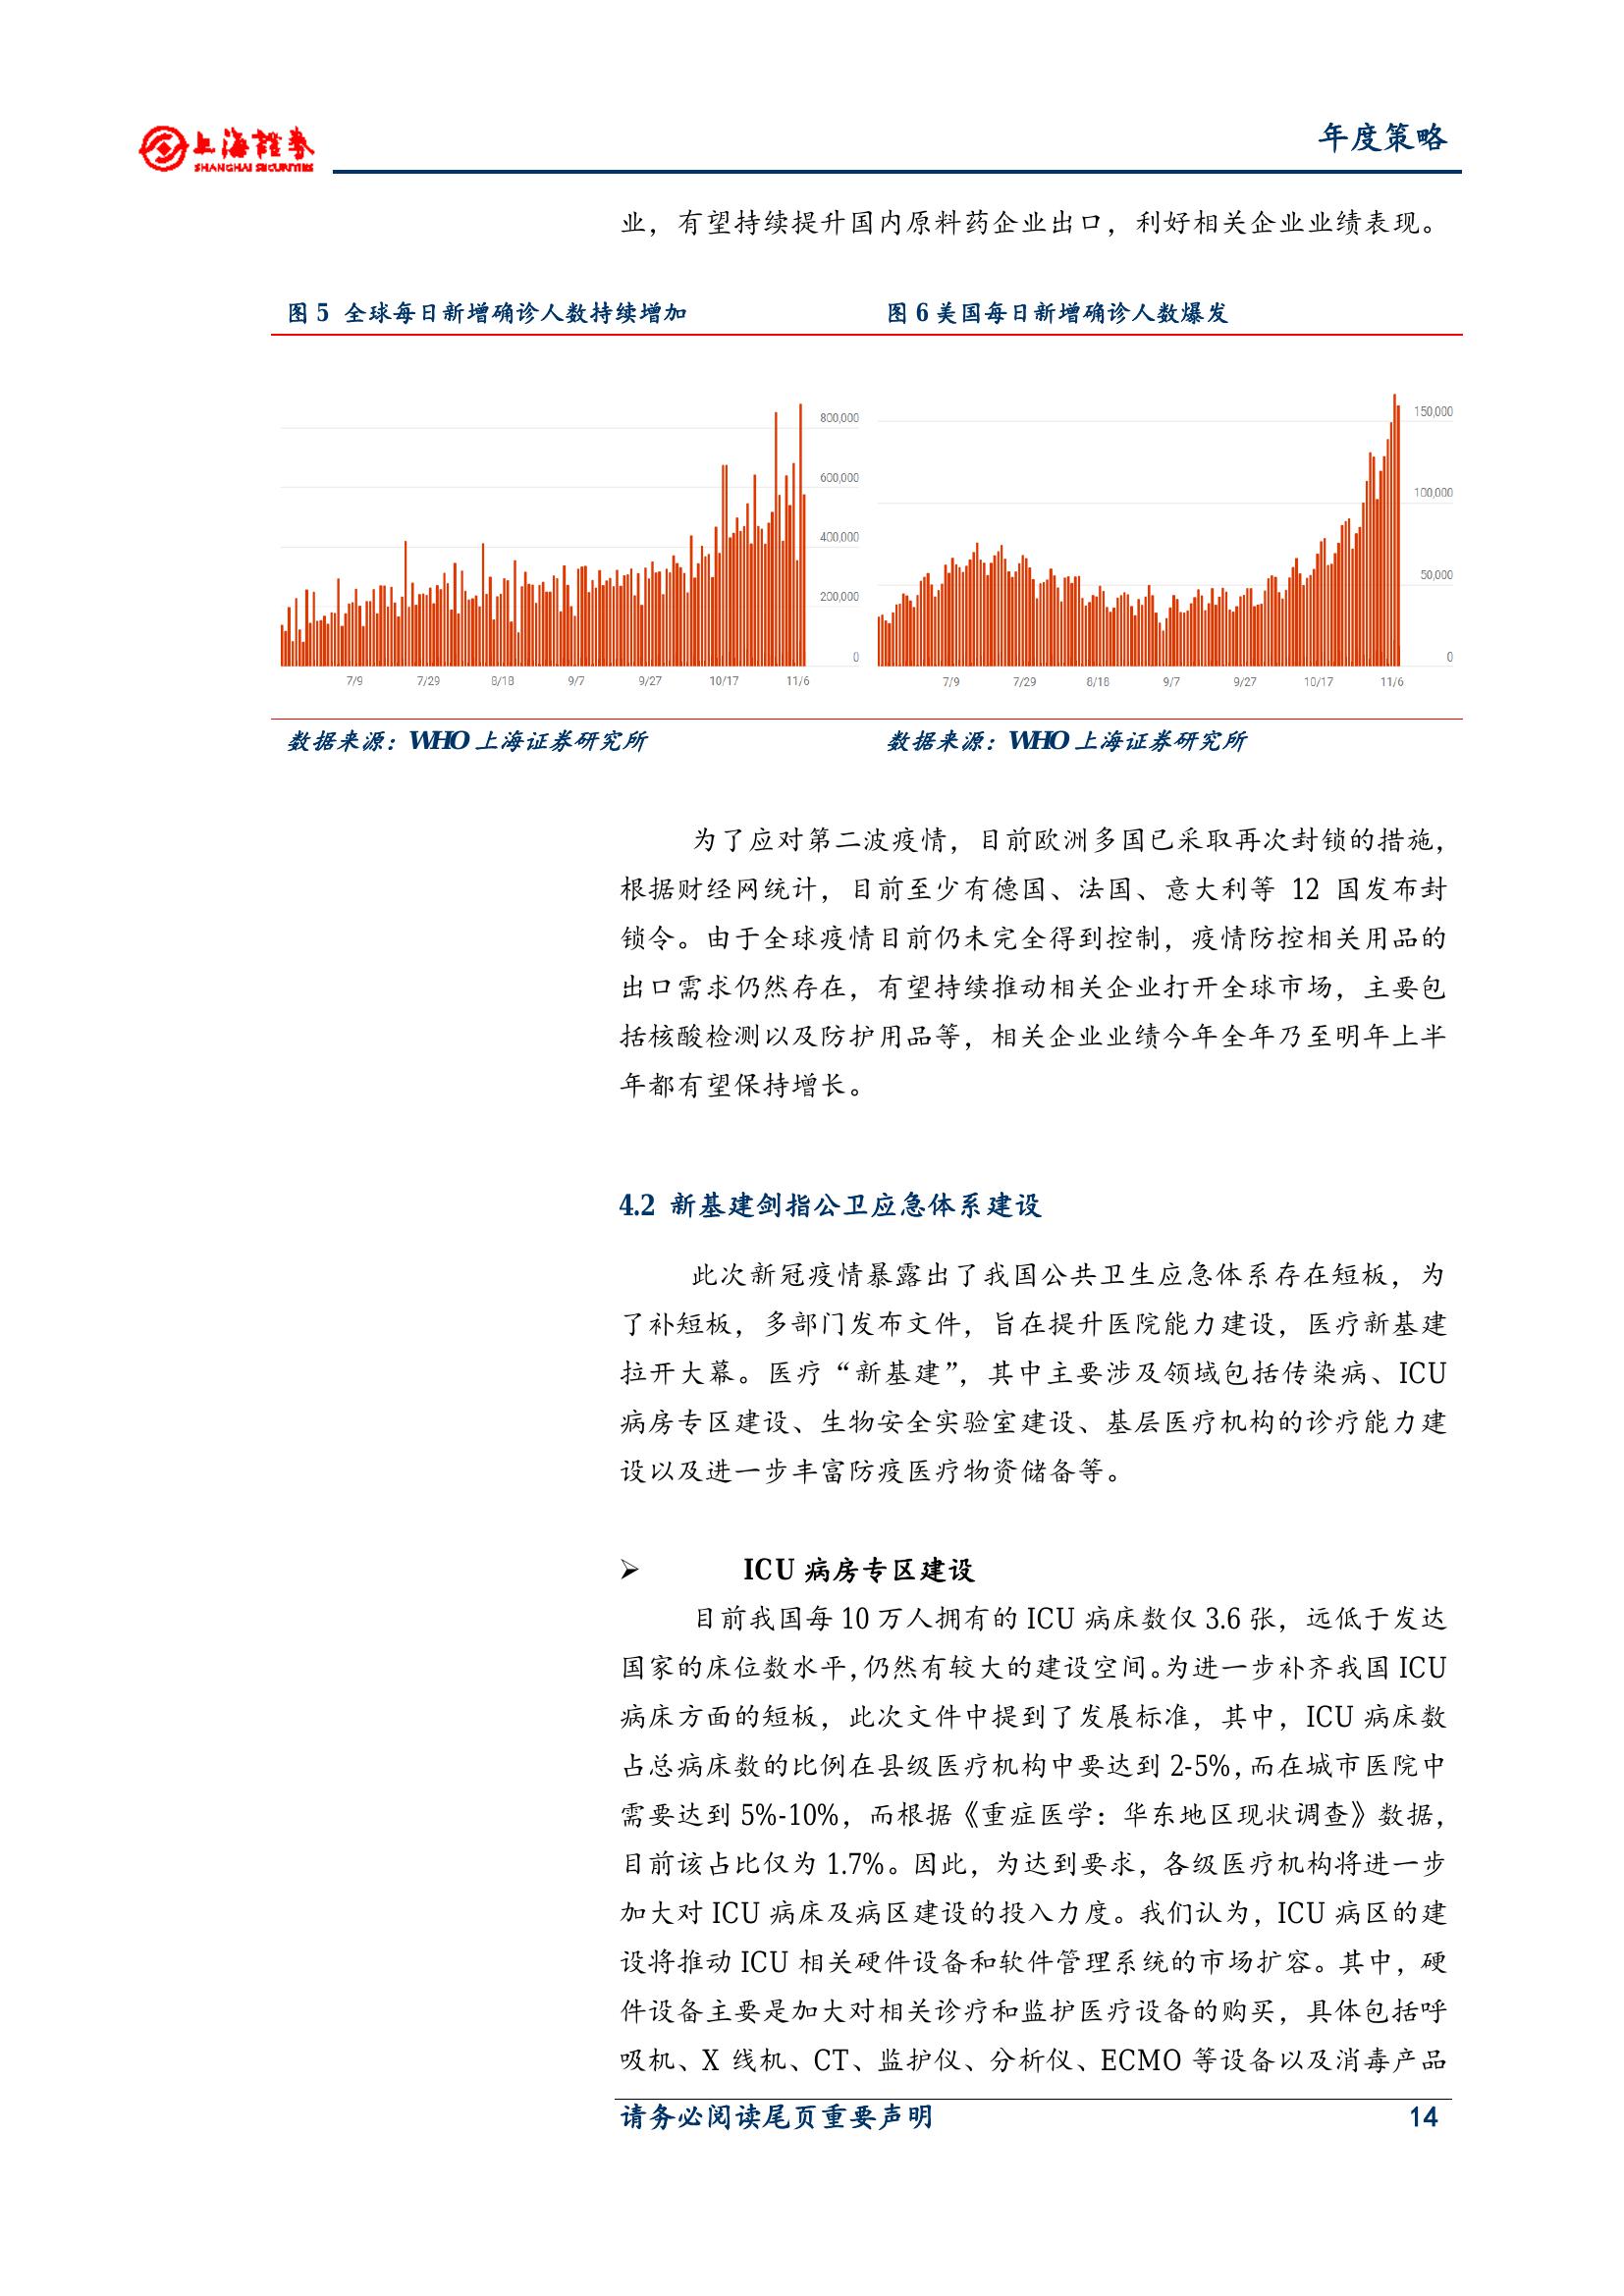 上海證券
SHANGHAI SECURITIES
年度策略
业，有望持续提升国内原料药企业出口，利好相关企业业绩表现。
图 5 全球每日新增确诊人数持续增加
800,000
600,000
400,000
200,000
0
7/9 7/29 8/18 9/7 9/27 10/17 11/6
数据来源：WHO 上海证券研究所
图 6 美国每日新增确诊人数爆发
150,000
100,000
50,000
0
7/9 7/29 8/18 9/7 9/27 10/17 11/6
数据来源：WHO 上海证券研究所
为了应对第二波疫情，目前欧洲多国已采取再次封锁的措施，
根据财经网统计，目前至少有德国、法国、意大利等 12 国发布封
锁令。由于全球疫情目前仍未完全得到控制，疫情防控相关用品的
出口需求仍然存在，有望持续推动相关企业打开全球市场，主要包
括核酸检测以及防护用品等，相关企业业绩今年全年乃至明年上半
年都有望保持增长。
4.2 新基建剑指公卫应急体系建设
此次新冠疫情暴露出了我国公共卫生应急体系存在短板，为
了补短板，多部门发布文件，旨在提升医院能力建设，医疗新基建
拉开大幕。医疗“新基建”，其中主要涉及领域包括传染病、ICU
病房专区建设、生物安全实验室建设、基层医疗机构的诊疗能力建
设以及进一步丰富防疫医疗物资储备等。
➢ ICU 病房专区建设
目前我国每 10 万人拥有的 ICU 病床数仅 3.6 张，远低于发达
国家的床位数水平，仍然有较大的建设空间。为进一步补齐我国 ICU
病床方面的短板，此次文件中提到了发展标准，其中，ICU 病床数
占总病床数的比例在县级医疗机构中要达到 2-5%，而在城市医院中
需要达到 5%-10%，而根据《重症医学：华东地区现状调查》数据，
目前该占比仅为 1.7%。因此，为达到要求，各级医疗机构将进一步
加大对 ICU 病床及病区建设的投入力度。我们认为，ICU 病区的建
设将推动 ICU 相关硬件设备和软件管理系统的市场扩容。其中，硬
件设备主要是加大对相关诊疗和监护医疗设备的购买，具体包括呼
吸机、X 线机、CT、监护仪、分析仪、ECMO 等设备以及消毒产品
请务必阅读尾页重要声明 14